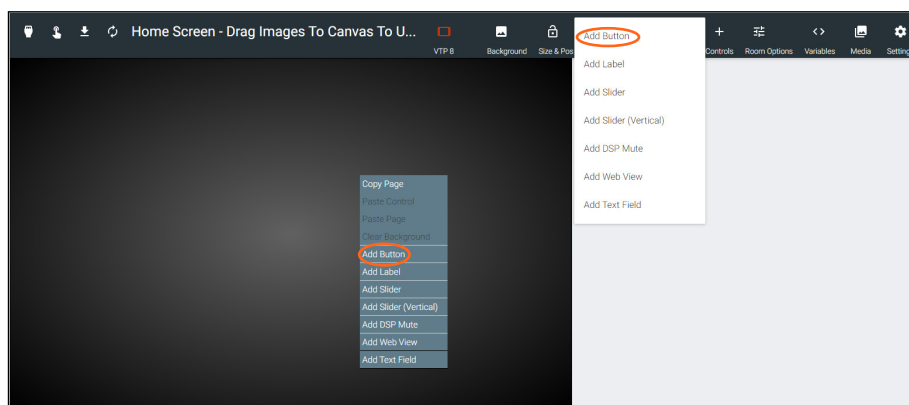 Home Screen - Drag Images To Canvas To U...
VTP 8
Background
Size & Pos
Controls
Room Options
Variables
Media
Setting
Add Button
Add Label
Add Slider
Add Slider (Vertical)
Add DSP Mute
Add Web View
Add Text Field
Copy Page
Paste Control
Paste Page
Clear Background
Add Button
Add Label
Add Slider
Add Slider (Vertical)
Add DSP Mute
Add Web View
Add Text Field